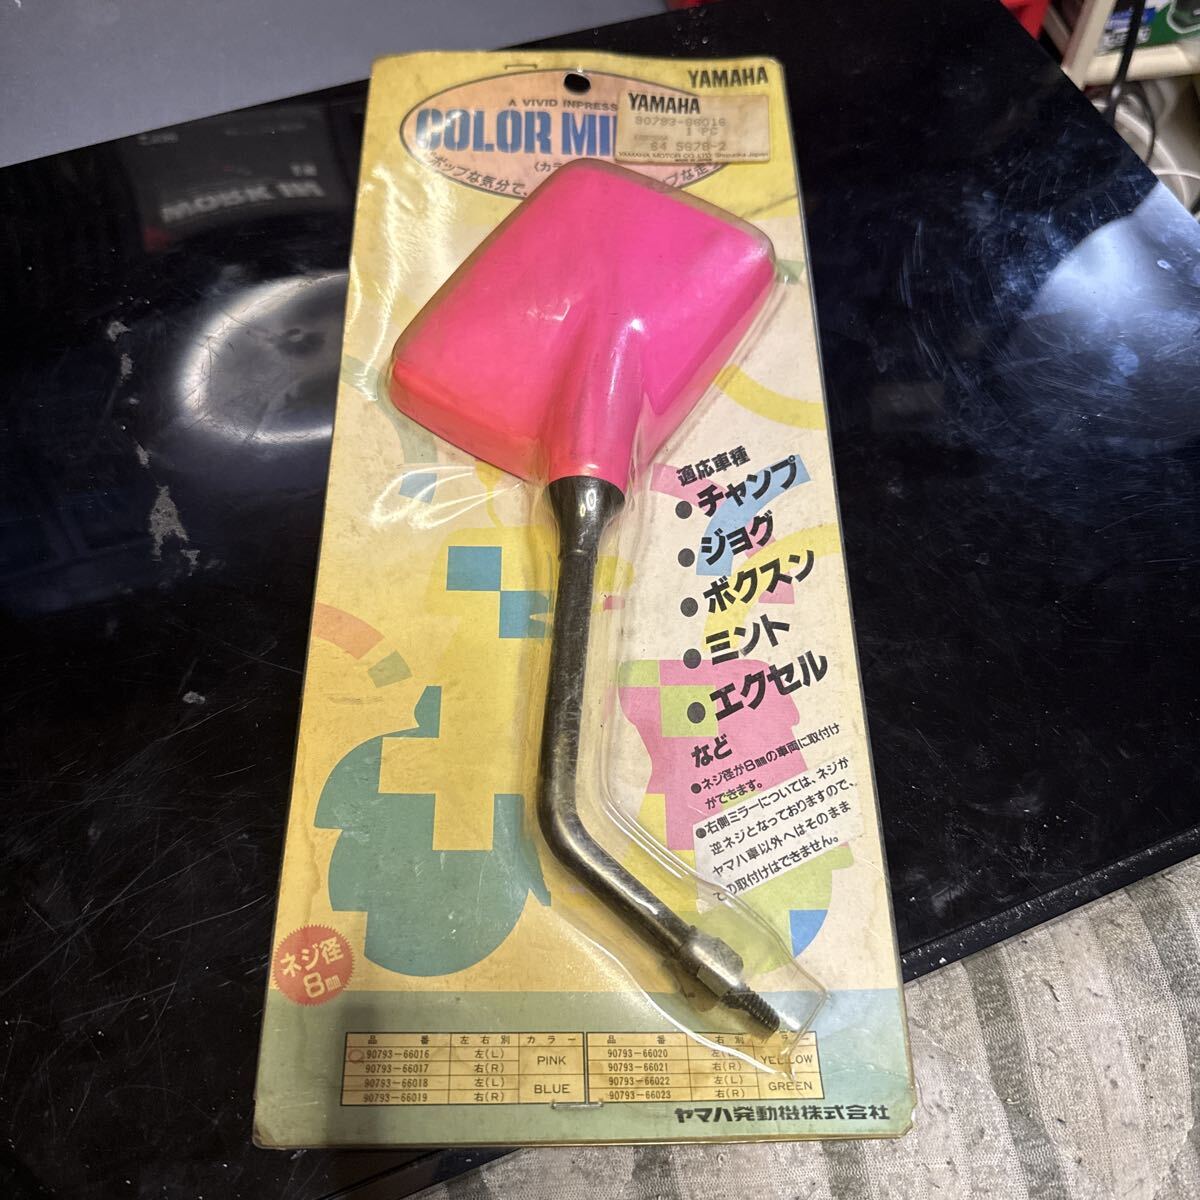 YAMAHA
A VIVID INPRESS
COLOR MI
YAMAHA
90793-66016
1 PC
S4 5678-2
YAMAHA MOTOR CO.,LTD. Shizuoka Japan
ポップな気分で、
適応車種
●チャンプ
●ジョグ
●ボクスン
●ミント
●エクセル
など
●ネジ径が8㎜の車両に取付け
ができます。
●右側ミラーについては、ネジが
逆ネジとなっておりますので、
ヤマハ車以外へはそのまま
での取付けはできません。
ネジ径
8㎜
品番 左右別 カラー 品番 右別
90793-66016 左(L) PINK 90793-66020 YELLOW
90793-66017 右(R) 90793-66021 右(R)
90793-66018 左(L) BLUE 90793-66022 左(L) GREEN
90793-66019 右(R) 90793-66023 右(R)
ヤマハ発動機株式会社